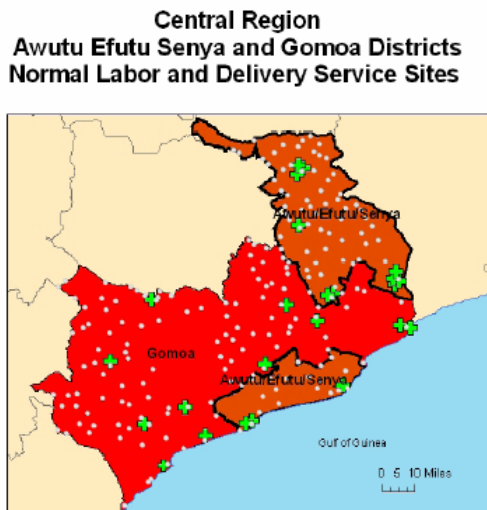 Central Region
Awutu Efutu Senya and Gomoa Districts
Normal Labor and Delivery Service Sites
Awutu/Efutu/Senya
Gomoa
Awutu/Efutu/Senya
Gulf of Guinea
0 5 10 Miles